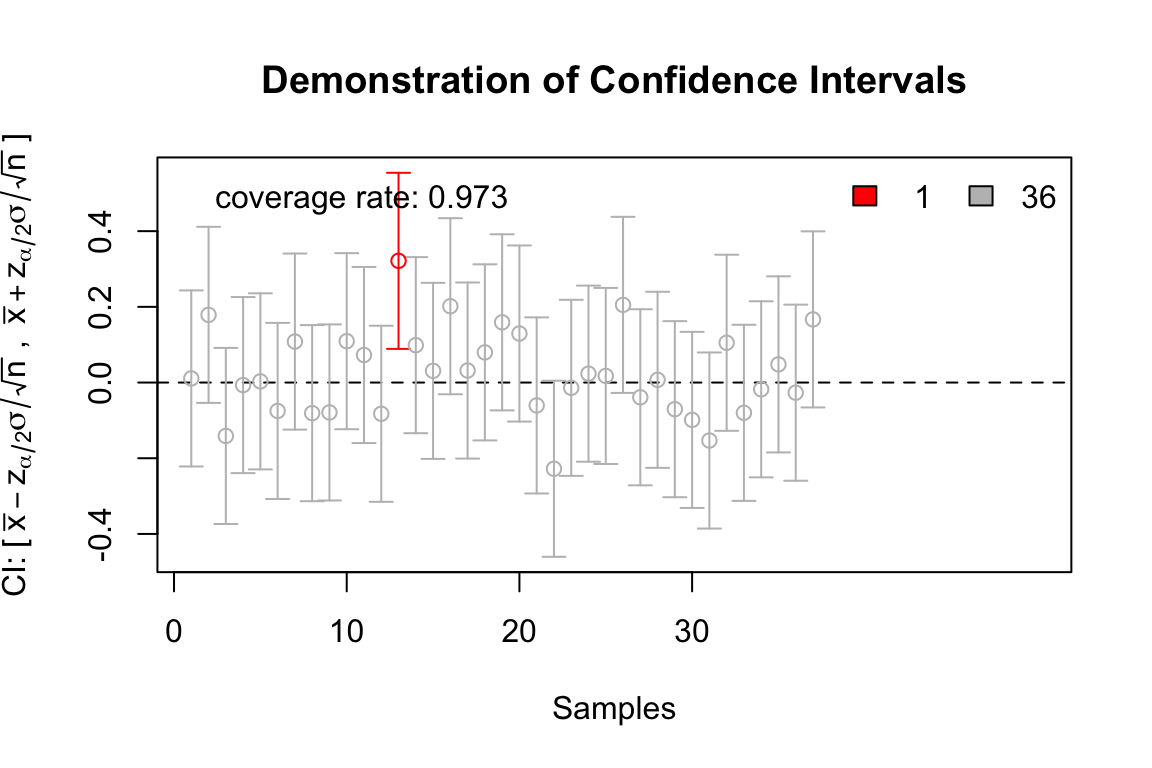 Demonstration of Confidence Intervals
CI: [ x̅ − zα/2σ/√n , x̅ + zα/2σ/√n ]
coverage rate: 0.973
1
36
0.4
0.2
0.0
-0.4
0
10
20
30
Samples